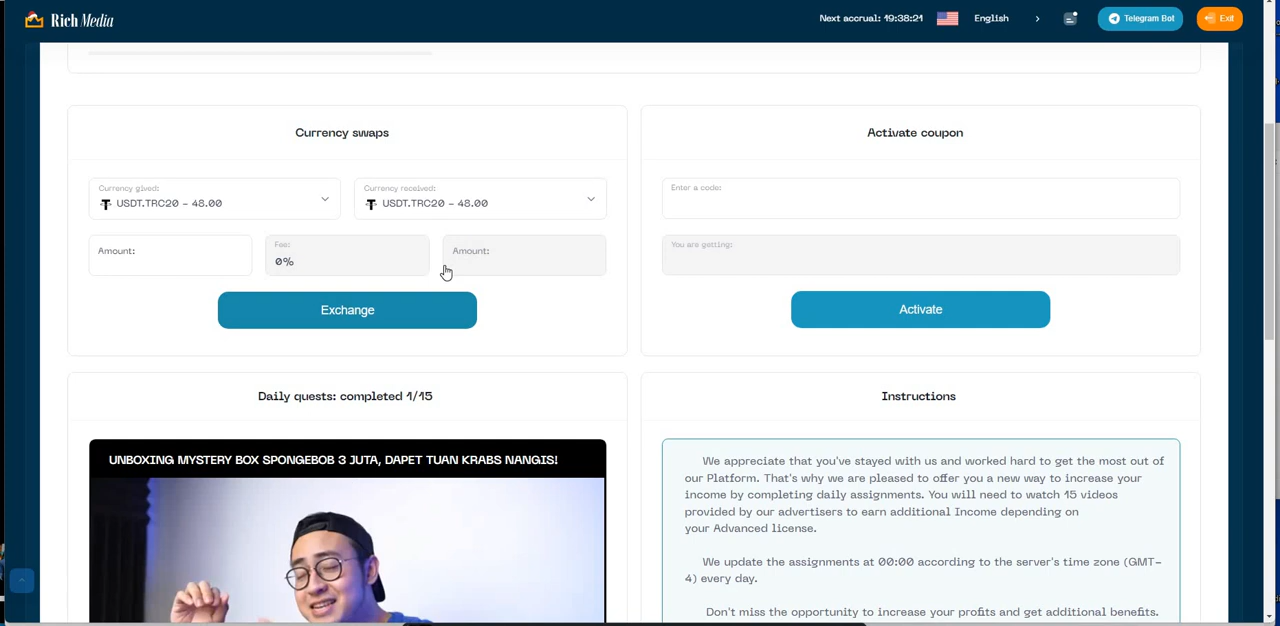 Rich Media
Next accrual: 19:38:21
English
Telegram Bot
Exit
Currency swaps
Currency gived:
USDT.TRC20 - 48.00
Currency received:
USDT.TRC20 - 48.00
Amount:
Fee:
0%
Amount:
Exchange
Activate coupon
Enter a code:
You are getting:
Activate
Daily quests: completed 1/15
UNBOXING MYSTERY BOX SPONGEBOB 3 JUTA, DAPET TUAN KRABS NANGIS!
Instructions
We appreciate that you've stayed with us and worked hard to get the most out of
our Platform. That's why we are pleased to offer you a new way to increase your
income by completing daily assignments. You will need to watch 15 videos
provided by our advertisers to earn additional Income depending on
your Advanced license.
We update the assignments at 00:00 according to the server's time zone (GMT-
4) every day.
Don't miss the opportunity to increase your profits and get additional benefits.